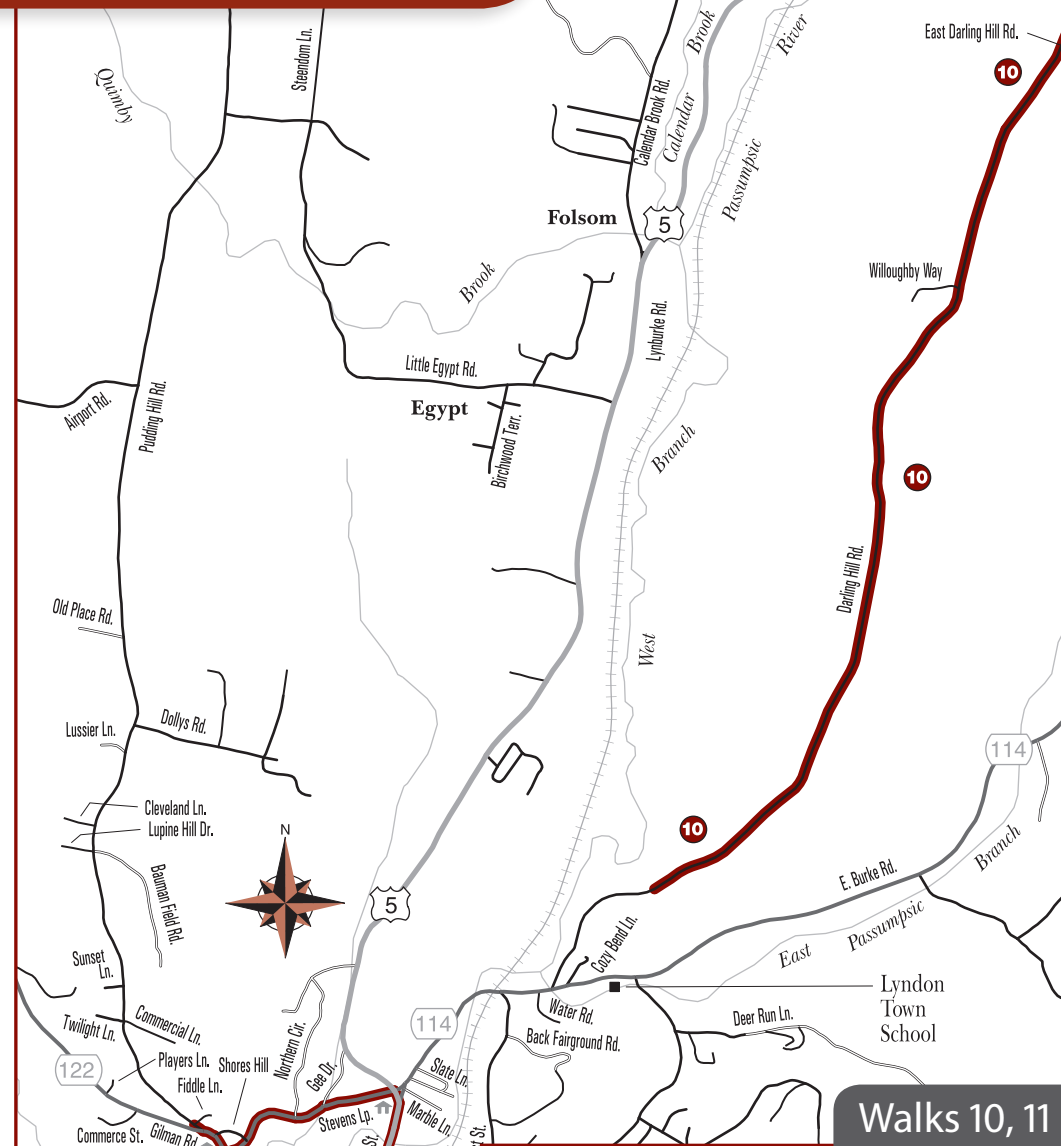 East Darling Hill Rd.
10
Steendom Ln.
Brook
River
Quimby
Calendar Brook Rd.
Calendar
Passumpsic
Folsom
5
Willoughby Way
Brook
Lynburke Rd.
Little Egypt Rd.
Egypt
Airport Rd.
Pudding Hill Rd.
Birchwood Terr.
Branch
10
Darling Hill Rd.
Old Place Rd.
West
Lussier Ln.
Dollys Rd.
114
Cleveland Ln.
Lupine Hill Dr.
N
10
Bauman Field Rd.
5
E. Burke Rd.
Branch
Passumpsic
East
Cozy Bend Ln.
Sunset
Ln.
Lyndon
Town
School
Twilight Ln.
Commercial Ln.
Northern Cir.
114
Water Rd.
Back Fairground Rd.
Deer Run Ln.
122
Players Ln.
Fiddle Ln.
Shores Hill
Gee Dr.
Slate Ln.
Marble Ln.
Stevens Lp.
Commerce St.
Gilman Rd.
St.
t St.
Walks 10, 11